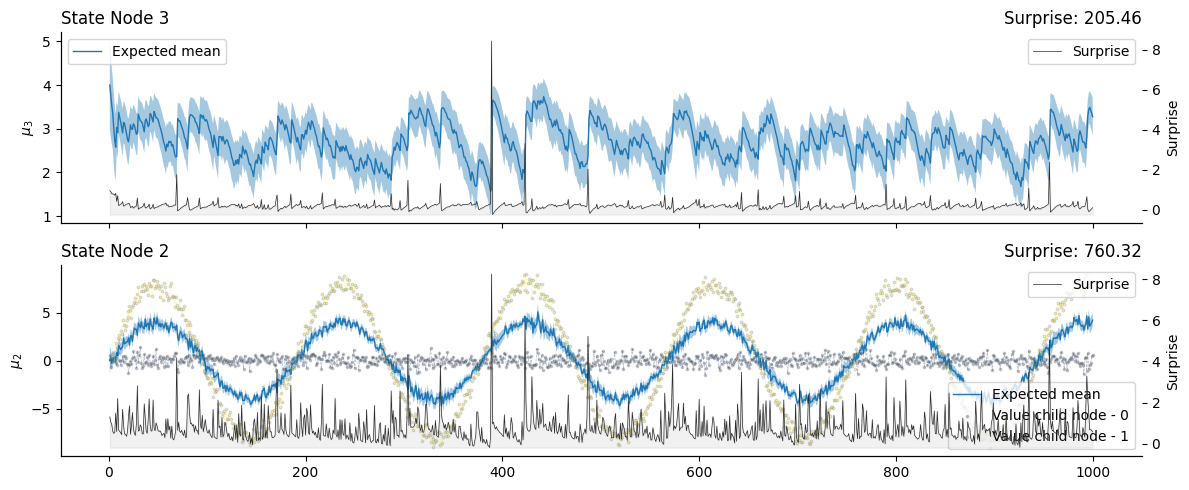 State Node 3
Surprise: 205.46
Expected mean
Surprise
5
4
3
2
1
μ3
8
6
4
2
0
Surprise
State Node 2
Surprise: 760.32
Surprise
5
0
−5
μ2
8
6
4
2
0
Surprise
Expected mean
Value child node - 0
Value child node - 1
0
200
400
600
800
1000